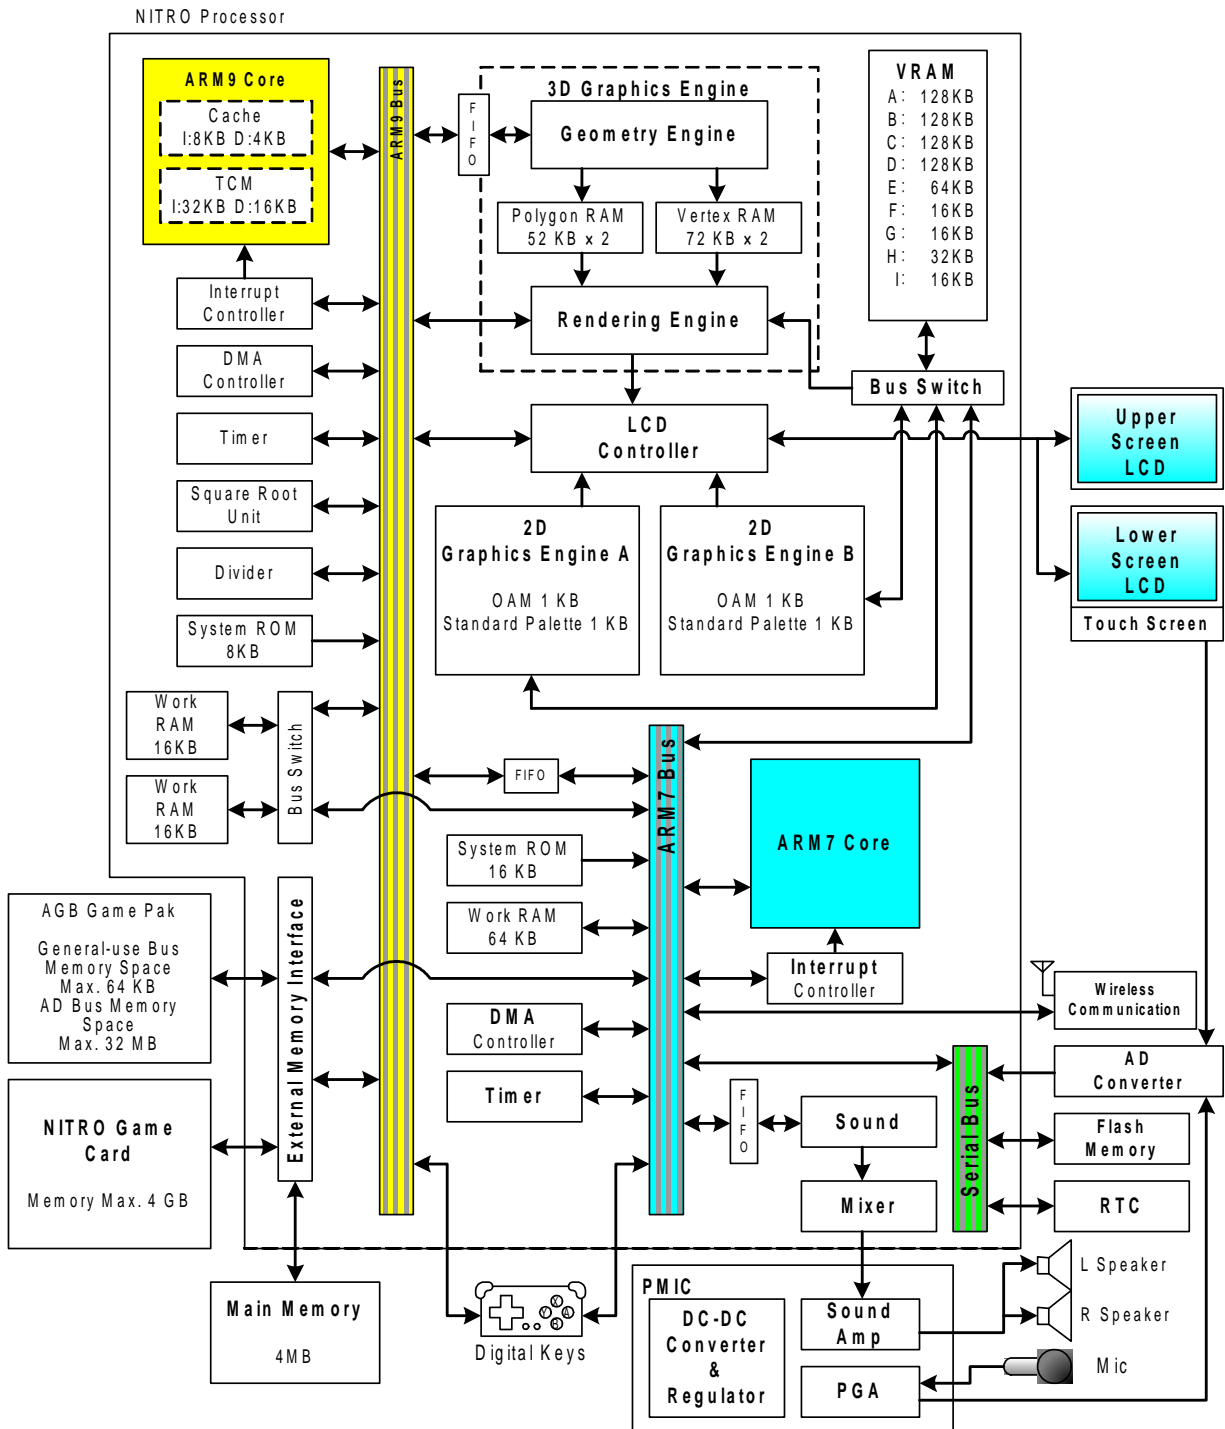 NITRO Processor
ARM9 Core
Cache
I:8KB D:4KB
TCM
I:32KB D:16KB
Interrupt
Controller
DMA
Controller
Timer
Square Root
Unit
Divider
System ROM
8KB
Work
RAM
16KB
Work
RAM
16KB
Bus Switch
ARM9 Bus
3D Graphics Engine
FIFO
Geometry Engine
Polygon RAM
52 KB × 2
Vertex RAM
72 KB × 2
Rendering Engine
VRAM
A: 128KB
B: 128KB
C: 128KB
D: 128KB
E: 64KB
F: 16KB
G: 16KB
H: 32KB
I: 16KB
Bus Switch
LCD
Controller
2D
Graphics Engine A
OAM 1 KB
Standard Palette 1 KB
2D
Graphics Engine B
OAM 1 KB
Standard Palette 1 KB
Upper
Screen
LCD
Lower
Screen
LCD
Touch Screen
FIFO
ARM7 Bus
ARM7 Core
System ROM
16 KB
Work RAM
64 KB
Interrupt
Controller
DMA
Controller
Timer
AGB Game Pak
General-use Bus
Memory Space
Max. 64 KB
AD Bus Memory
Space
Max. 32 MB
External Memory Interface
NITRO Game
Card
Memory Max. 4 GB
Main Memory
4MB
Digital Keys
X
Y
A
B
FIFO
Sound
Mixer
Serial Bus
Wireless
Communication
AD
Converter
Flash
Memory
RTC
PMIC
DC-DC
Converter
&
Regulator
Sound
Amp
PGA
L Speaker
R Speaker
Mic